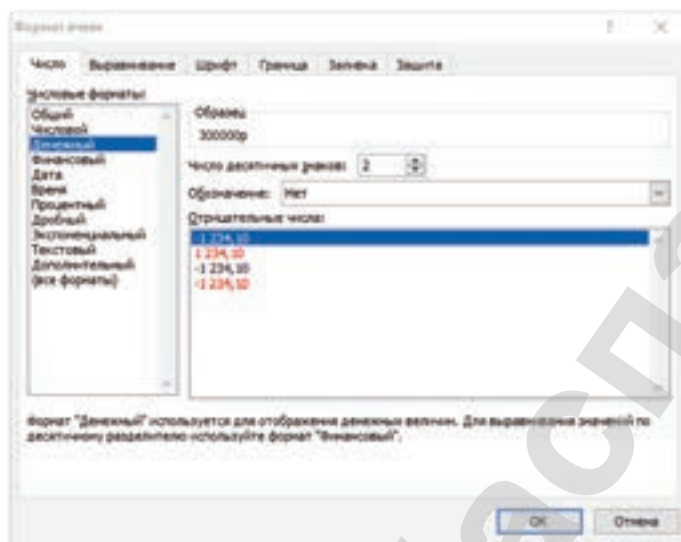 Формат ячеек
Число Выравнивание Шрифт Граница Заливка Защита
Числовые форматы:
Общий
Числовой
Денежный
Финансовый
Дата
Время
Процентный
Дробный
Экспоненциальный
Текстовый
Дополнительный
(все форматы)
Образец
300000р
Число десятичных знаков: 2
Обозначение: Нет
Отрицательные числа:
-1 234,10
1 234,10
-1 234,10
-1 234,10
Формат "Денежный" используется для отображения денежных величин. Для выравнивания значений по
десятичному разделителю используйте формат "Финансовый".
OK Отмена